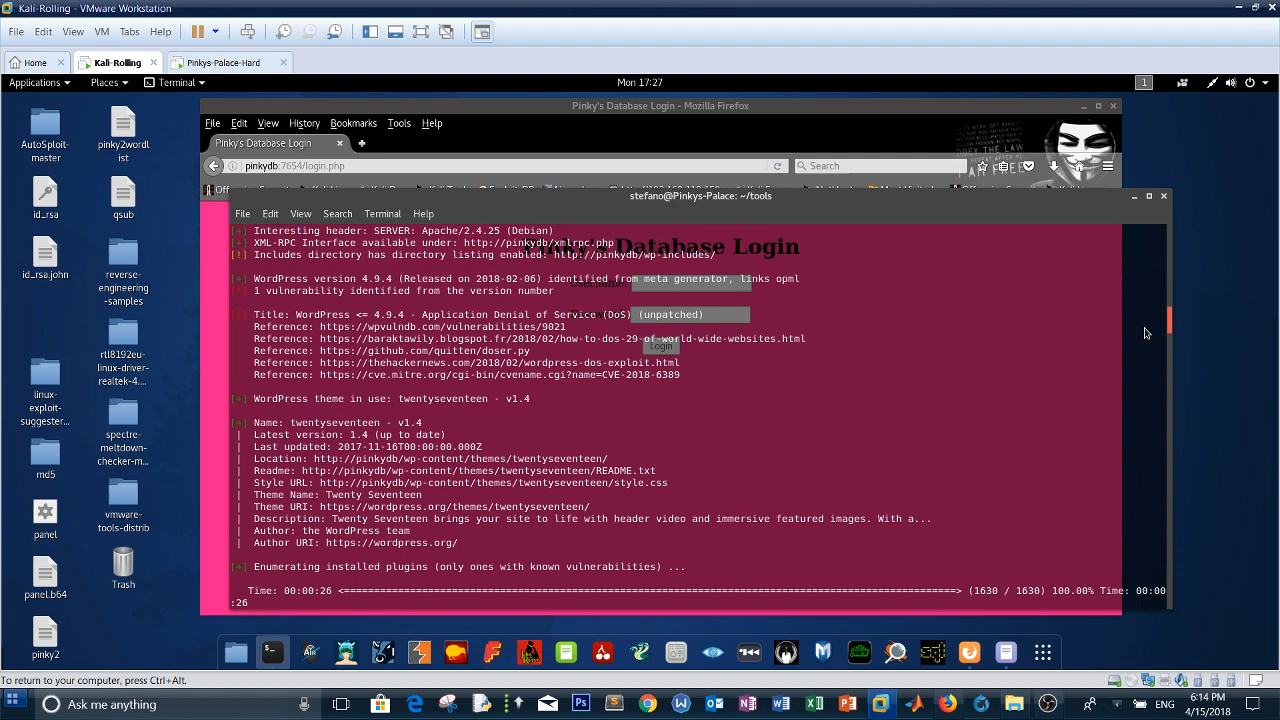 Kali-Rolling - VMware Workstation
File Edit View VM Tabs Help
Home Kali-Rolling Pinkys-Palace-Hard
Applications Places Terminal Mon 17:27 1
AutoSploit-master
pinky2wordlist
id_rsa
qsub
id_rsa.john
reverse-engineering-samples
rtl8192eu-linux-driver-realtek-4....
linux-exploit-suggester...
spectre-meltdown-checker-m...
md5
vmware-tools-distrib
panel
Trash
panel.b64
pinky2
Pinky's Database Login - Mozilla Firefox
File Edit View History Bookmarks Tools Help
Pinky's Database Login
pinkydb:7654/login.php Search
Pinky's Database Login
Login
stefano@Pinkys-Palace: ~/tools
File Edit View Search Terminal Help
[+] Interesting header: SERVER: Apache/2.4.25 (Debian)
[+] XML-RPC Interface available under: http://pinkydb/xmlrpc.php
[!] Includes directory has directory listing enabled: http://pinkydb/wp-includes/
[+] WordPress version 4.9.4 (Released on 2018-02-06) identified from meta generator, links opml
[!] 1 vulnerability identified from the version number
[!] Title: WordPress <= 4.9.4 - Application Denial of Service (DoS) (unpatched)
Reference: https://wpvulndb.com/vulnerabilities/9021
Reference: https://baraktawily.blogspot.fr/2018/02/how-to-dos-29-of-world-wide-websites.html
Reference: https://github.com/quitten/doser.py
Reference: https://thehackernews.com/2018/02/wordpress-dos-exploit.html
Reference: https://cve.mitre.org/cgi-bin/cvename.cgi?name=CVE-2018-6389
[+] WordPress theme in use: twentyseventeen - v1.4
[+] Name: twentyseventeen - v1.4
| Latest version: 1.4 (up to date)
| Last updated: 2017-11-16T00:00:00.000Z
| Location: http://pinkydb/wp-content/themes/twentyseventeen/
| Readme: http://pinkydb/wp-content/themes/twentyseventeen/README.txt
| Style URL: http://pinkydb/wp-content/themes/twentyseventeen/style.css
| Theme Name: Twenty Seventeen
| Theme URI: https://wordpress.org/themes/twentyseventeen/
| Description: Twenty Seventeen brings your site to life with header video and immersive featured images. With a...
| Author: the WordPress team
| Author URI: https://wordpress.org/
[+] Enumerating installed plugins (only ones with known vulnerabilities) ...
Time: 00:00:26 <======================================================================================================> (1630 / 1630) 100.00% Time: 00:00
:26
To return to your computer, press Ctrl+Alt.
Ask me anything
ENG 6:14 PM
4/15/2018